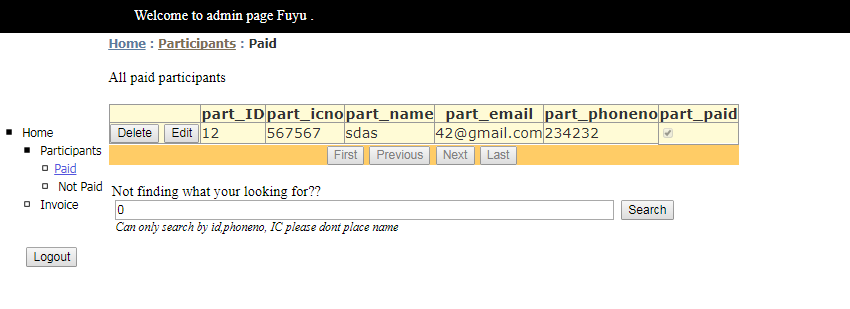 Welcome to admin page Fuyu .
Home : Participants : Paid
All paid participants
part_ID part_icno part_name part_email part_phoneno part_paid
Delete Edit 12 567567 sdas 42@gmail.com 234232
First Previous Next Last
Home
Participants
Paid
Not Paid
Invoice
Logout
Not finding what your looking for??
0 Search
Can only search by id,phoneno, IC please dont place name